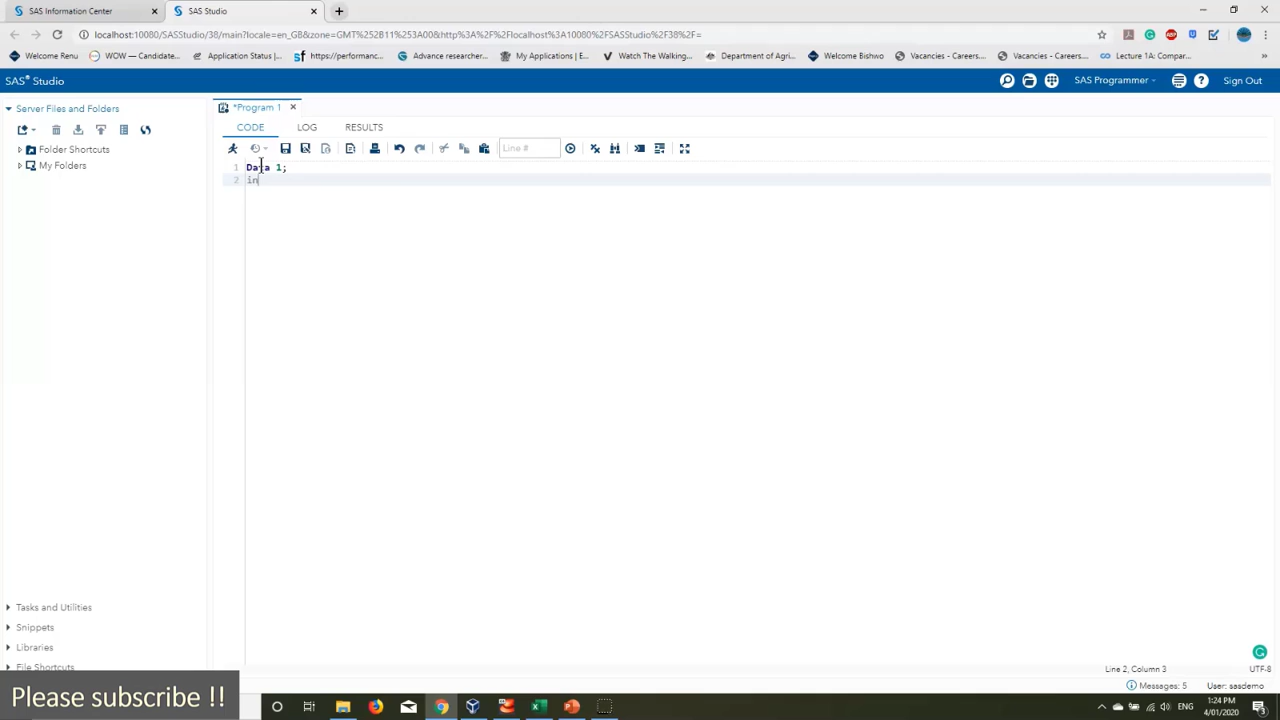 SAS Information Center
SAS Studio
localhost:10080/SASStudio/38/main?locale=en_GB&zone=GMT%252B11%253A00&http%3A%2F%2Flocalhost%3A10080%2FSASStudio%2F38%2F=
Welcome Renu
WOW — Candidate...
Application Status |...
https://performanc...
Advance researcher...
My Applications | E...
Watch The Walking...
Department of Agri...
Welcome Bishwo
Vacancies - Careers...
Vacancies - Careers....
Lecture 1A: Compar...
SAS® Studio
SAS Programmer
Sign Out
Server Files and Folders
*Program 1
CODE
LOG
RESULTS
Line #
Folder Shortcuts
My Folders
1 Data 1;
2 in
Tasks and Utilities
Snippets
Libraries
File Shortcuts
Line 2, Column 3
UTF-8
Messages: 5
User: sasdemo
Please subscribe !!
ENG
1:24 PM
4/01/2020